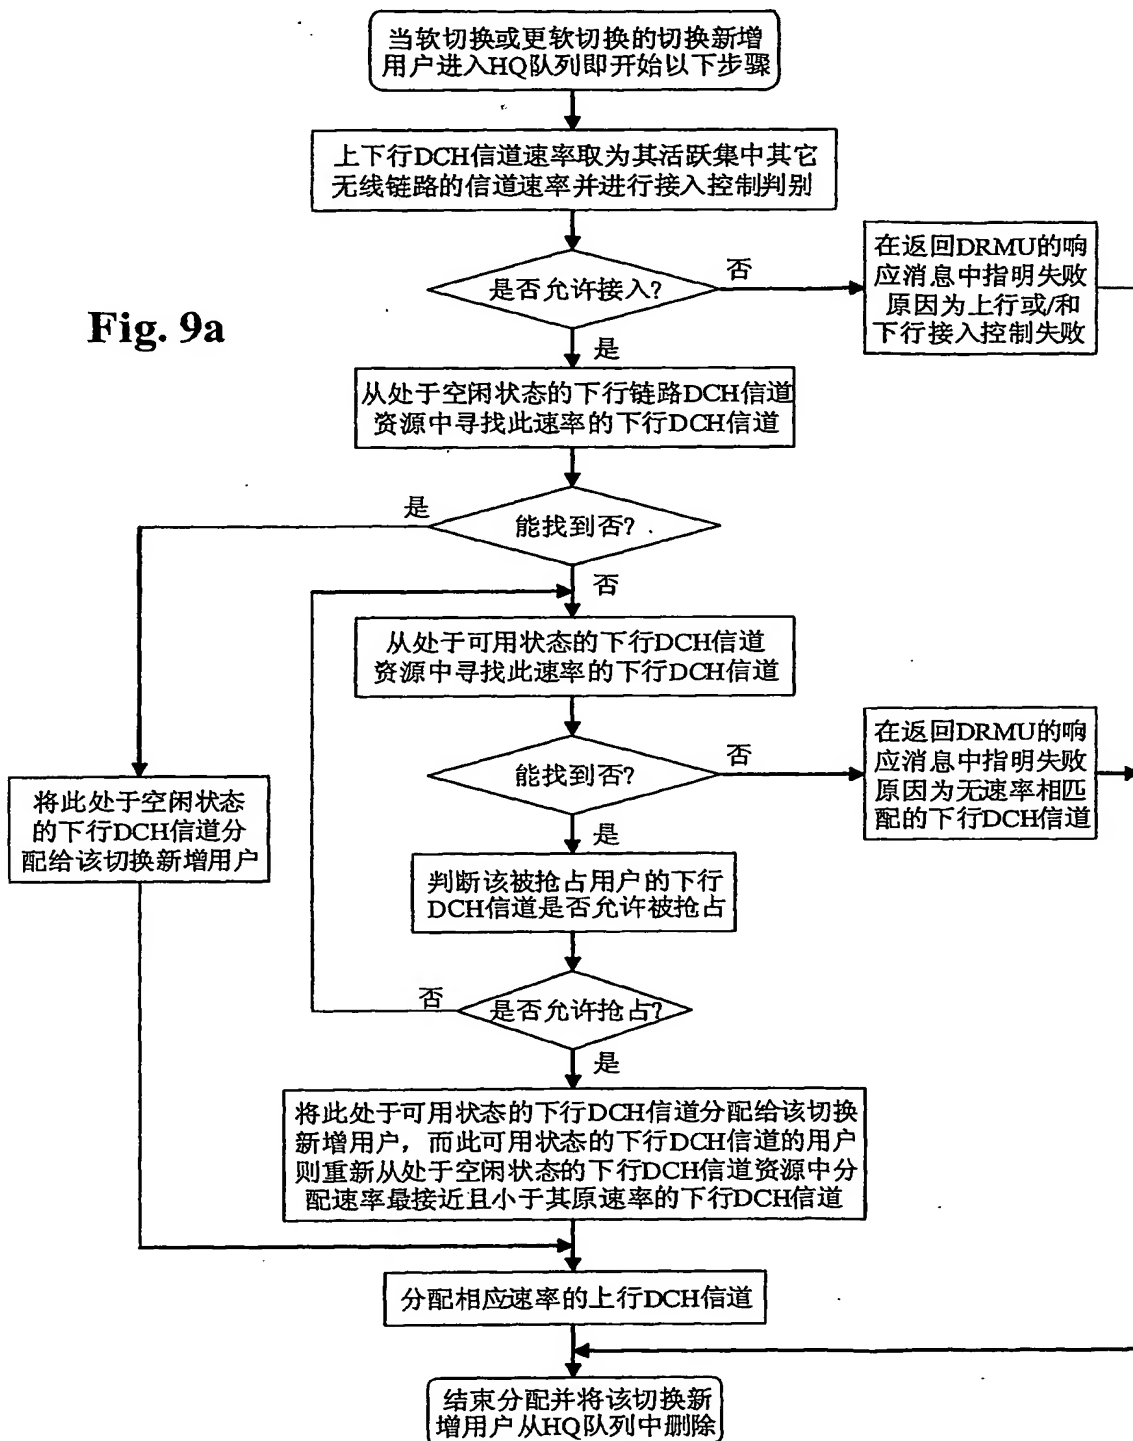 当软切换或更软切换的切换新增
用户进入HQ队列即开始以下步骤
上下行DCH信道速率取为其活跃集中其它
无线链路的信道速率并进行接入控制判别
是否允许接入?
否
在返回DRMU的响
应消息中指明失败
原因为上行或/和
下行接入控制失败
Fig. 9a
是
从处于空闲状态的下行链路DCH信道
资源中寻找此速率的下行DCH信道
是
能找到否?
否
从处于可用状态的下行DCH信道
资源中寻找此速率的下行DCH信道
能找到否?
否
在返回DRMU的响
应消息中指明失败
原因为无速率相匹
配的下行DCH信道
将此处于空闲状态
的下行DCH信道分
配给该切换新增用户
是
判断该被抢占用户的下行
DCH信道是否允许被抢占
否
是否允许抢占?
是
将此处于可用状态的下行DCH信道分配给该切换
新增用户，而此可用状态的下行DCH信道的用户
则重新从处于空闲状态的下行DCH信道资源中分
配速率最接近且小于其原速率的下行DCH信道
分配相应速率的上行DCH信道
结束分配并将该切换新
增用户从HQ队列中删除